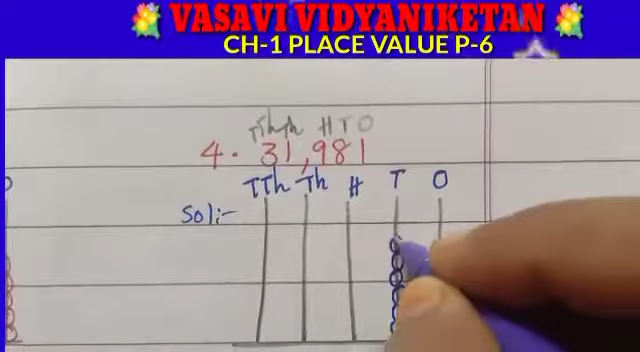 VASAVI VIDYANIKETAN
CH-1 PLACE VALUE P-6
TTh Th H T O
4. 31,981
TTh Th H T O
Sol:-